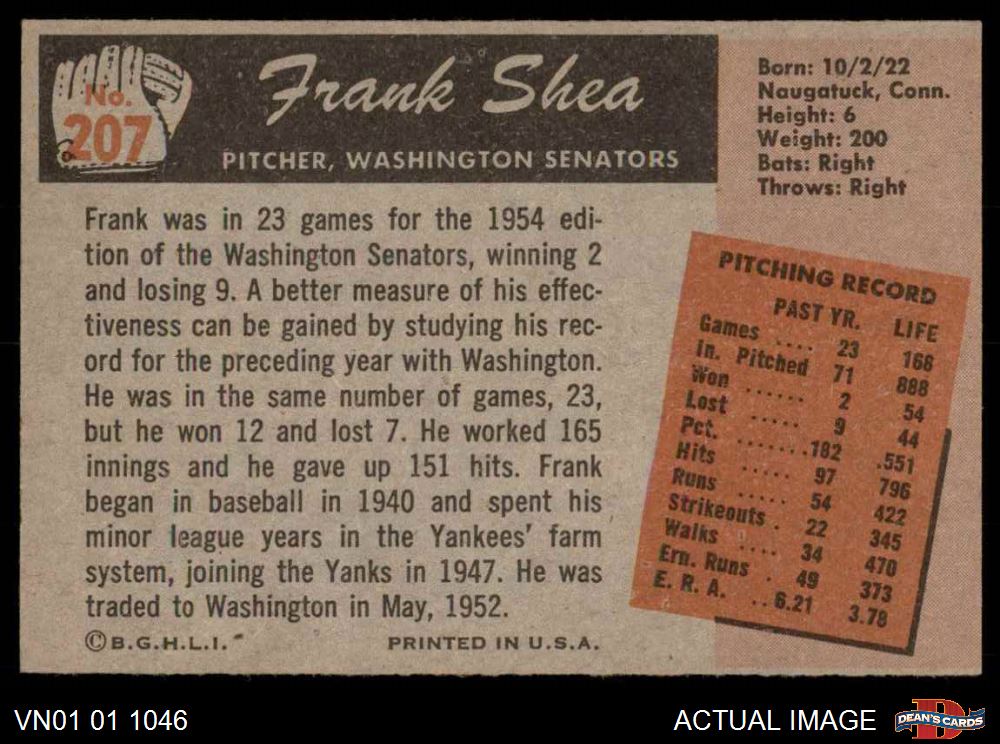 No.
207
Frank Shea
PITCHER, WASHINGTON SENATORS
Born: 10/2/22
Naugatuck, Conn.
Height: 6
Weight: 200
Bats: Right
Throws: Right
Frank was in 23 games for the 1954 edi-
tion of the Washington Senators, winning 2
and losing 9. A better measure of his effec-
tiveness can be gained by studying his rec-
ord for the preceding year with Washington.
He was in the same number of games, 23,
but he won 12 and lost 7. He worked 165
innings and he gave up 151 hits. Frank
began in baseball in 1940 and spent his
minor league years in the Yankees' farm
system, joining the Yanks in 1947. He was
traded to Washington in May, 1952.
©B.G.H.L.I. PRINTED IN U.S.A.
PITCHING RECORD
PAST YR. LIFE
Games .... 23 168
In. Pitched 71 888
Won ...... 2 54
Lost ..... 9 44
Pct. .......182 .551
Hits ..... 97 796
Runs ..... 54 422
Strikeouts . 22 345
Walks .... 34 470
Ern. Runs . 49 373
E. R. A. .. 6.21 3.78
VN01 01 1046
ACTUAL IMAGE
D
DEAN'S CARDS